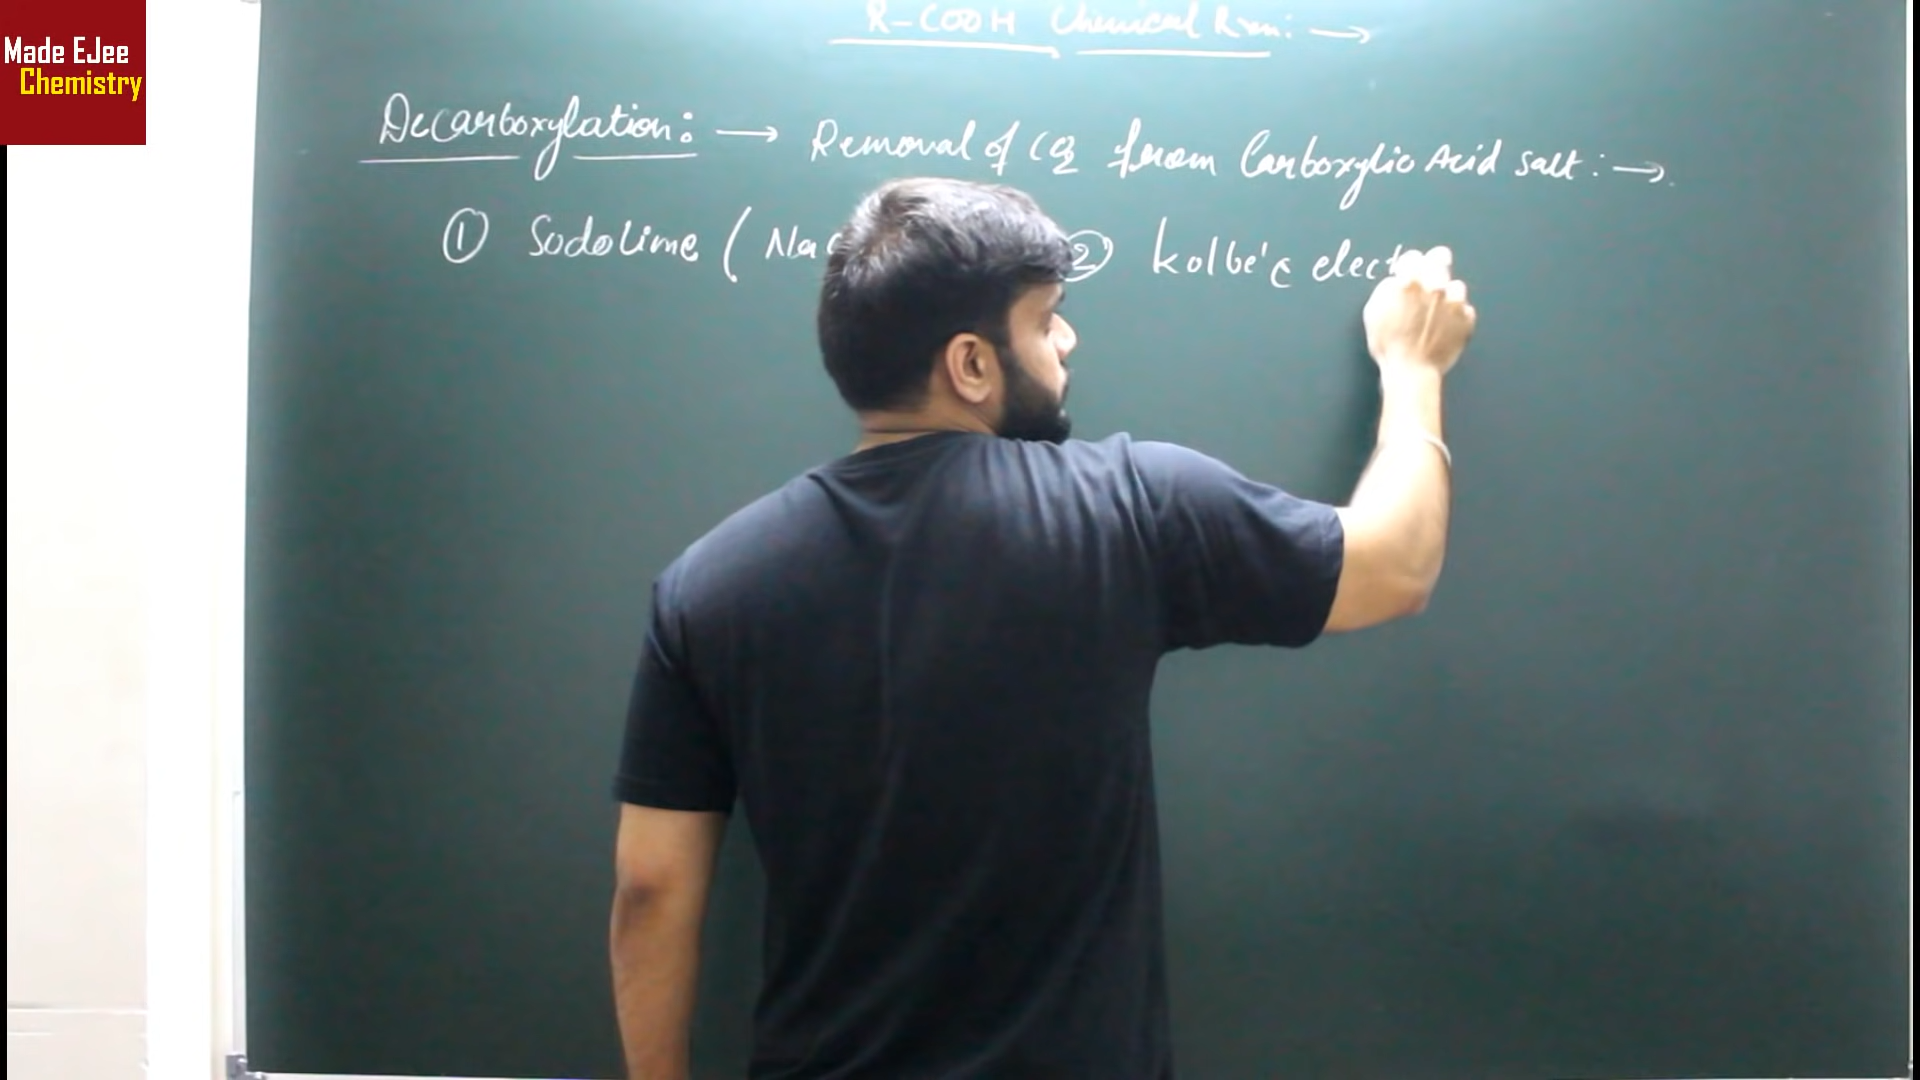 Made EJee
Chemistry
R-COOH Chemical Rxn: →
Decarboxylation: → Removal of CO2 from Carboxylic Acid salt: →
① Sodolime ( Na ② Kolbe's elect